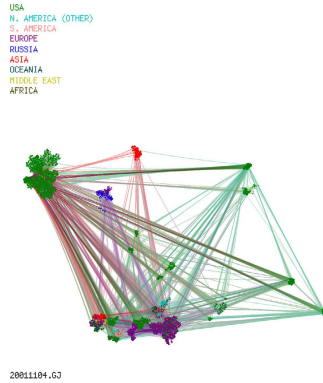 USA
N. AMERICA (OTHER)
S. AMERICA
EUROPE
RUSSIA
ASIA
OCEANIA
MIDDLE EAST
AFRICA
20011104.GJ